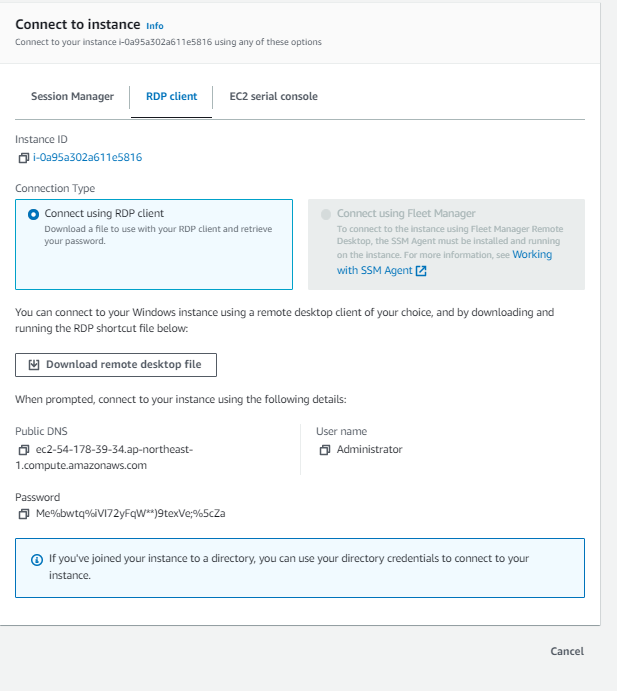 Connect to instance Info
Connect to your instance i-0a95a302a611e5816 using any of these options
Session Manager
RDP client
EC2 serial console
Instance ID
i-0a95a302a611e5816
Connection Type
Connect using RDP client
Download a file to use with your RDP client and retrieve
your password.
Connect using Fleet Manager
To connect to the instance using Fleet Manager Remote
Desktop, the SSM Agent must be installed and running
on the instance. For more information, see Working
with SSM Agent
You can connect to your Windows instance using a remote desktop client of your choice, and by downloading and
running the RDP shortcut file below:
Download remote desktop file
When prompted, connect to your instance using the following details:
Public DNS
ec2-54-178-39-34.ap-northeast-
1.compute.amazonaws.com
User name
Administrator
Password
Me%bwtq%iVI72yFqW**)9texVe;%5cZa
If you've joined your instance to a directory, you can use your directory credentials to connect to your
instance.
Cancel